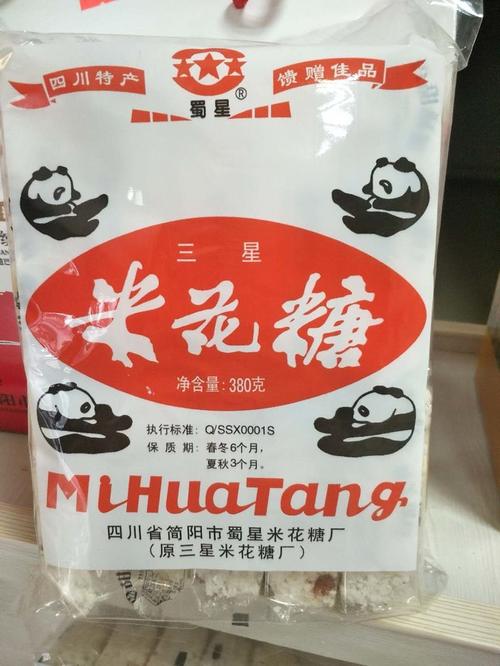 四川特产
馈赠佳品
蜀星®
三星
米花糖
净含量:380克
执行标准: Q/SSX0001S
保质期: 春冬6个月,
夏秋3个月。
MiHuaTang
四川省简阳市蜀星米花糖厂
(原三星米花糖厂)